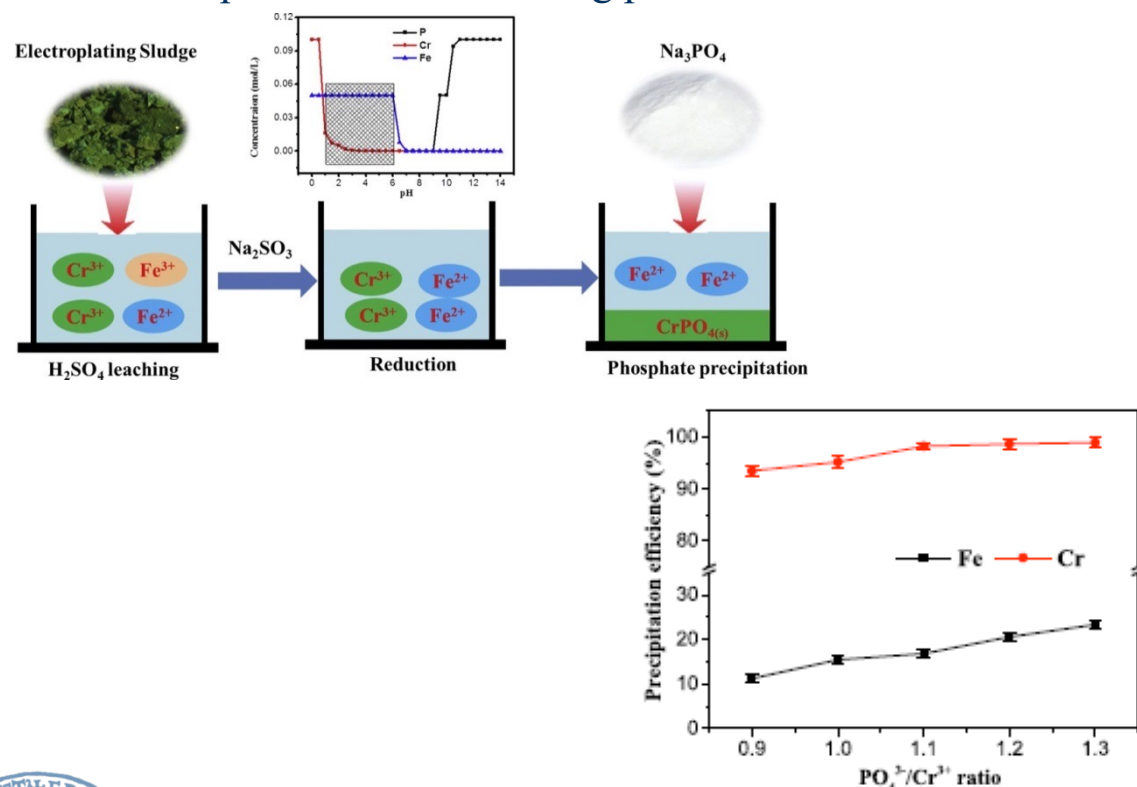 Electroplating Sludge
0.12
0.09
0.06
0.03
0.00
Concentraion (mol/L)
P
Cr
Fe
0 2 4 6 8 10 12 14
pH
Na₃PO₄
Cr³⁺ Fe³⁺
Cr³⁺ Fe²⁺
Na₂SO₃
Cr³⁺ Fe²⁺
Cr³⁺ Fe²⁺
Fe²⁺ Fe²⁺
CrPO₄₍ₛ₎
H₂SO₄ leaching
Reduction
Phosphate precipitation
100
90
80
30
20
10
0
Precipitation efficiency (%)
Fe Cr
0.9 1.0 1.1 1.2 1.3
PO₄³⁻/Cr³⁺ ratio